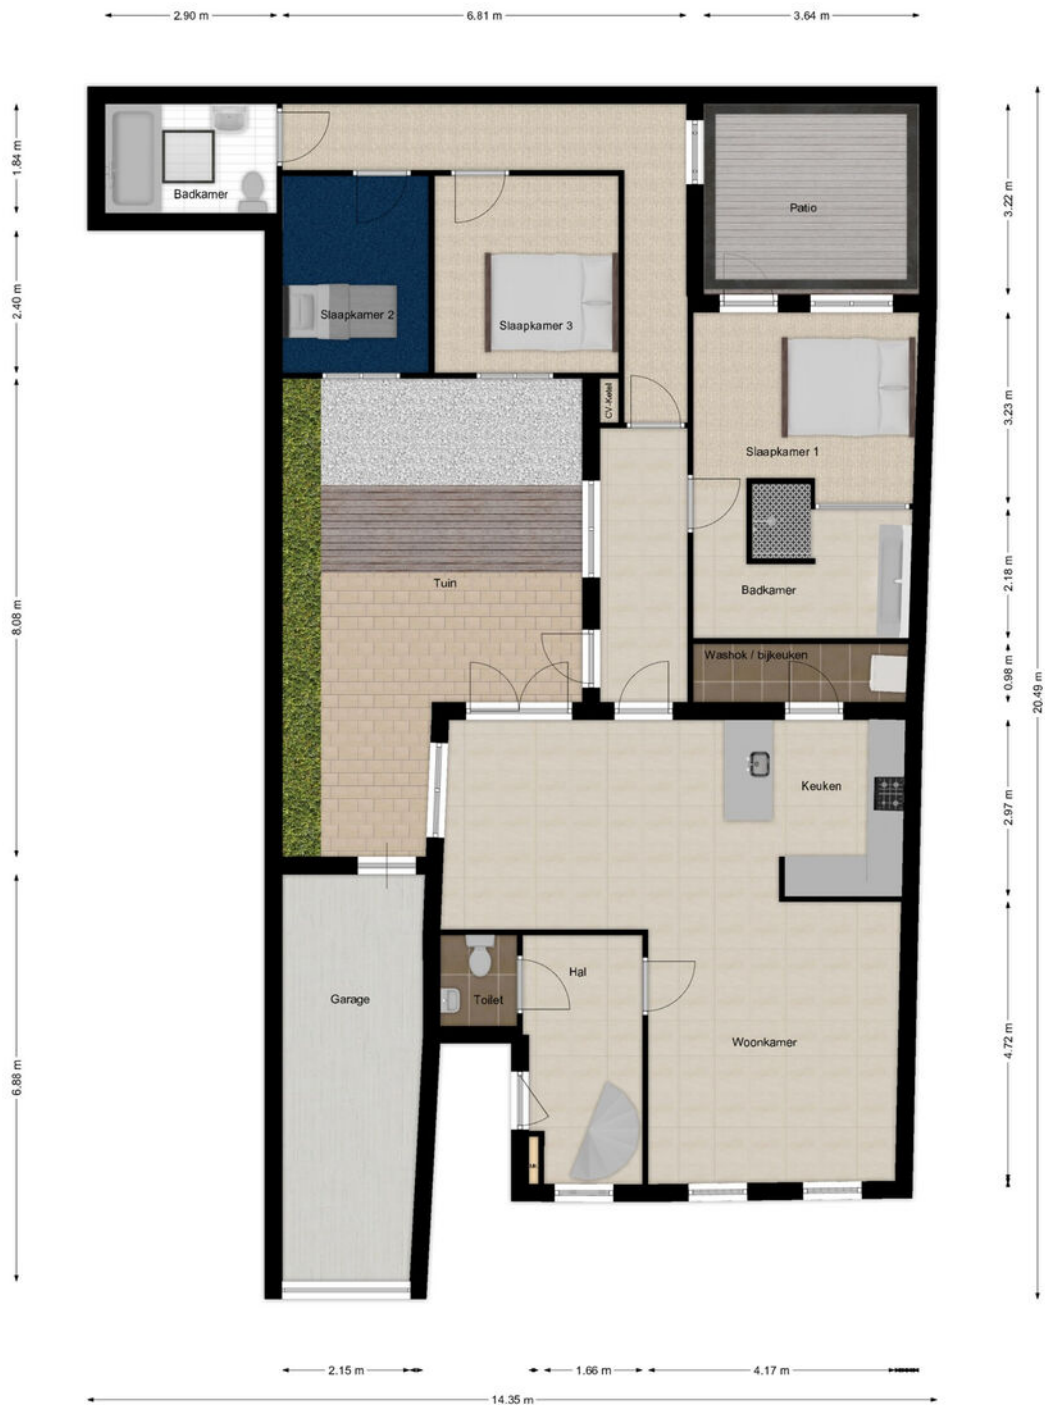 2.90 m
6.81 m
3.64 m
1.84 m
Badkamer
Patio
3.22 m
2.40 m
Slaapkamer 2
Slaapkamer 3
CV-Ketel
3.23 m
Slaapkamer 1
8.08 m
Tuin
Badkamer
2.18 m
Washok / bijkeuken
0.98 m
20.49 m
Keuken
2.97 m
Garage
Toilet
Hal
Woonkamer
4.72 m
6.88 m
MK
2.15 m
1.66 m
4.17 m
14.35 m